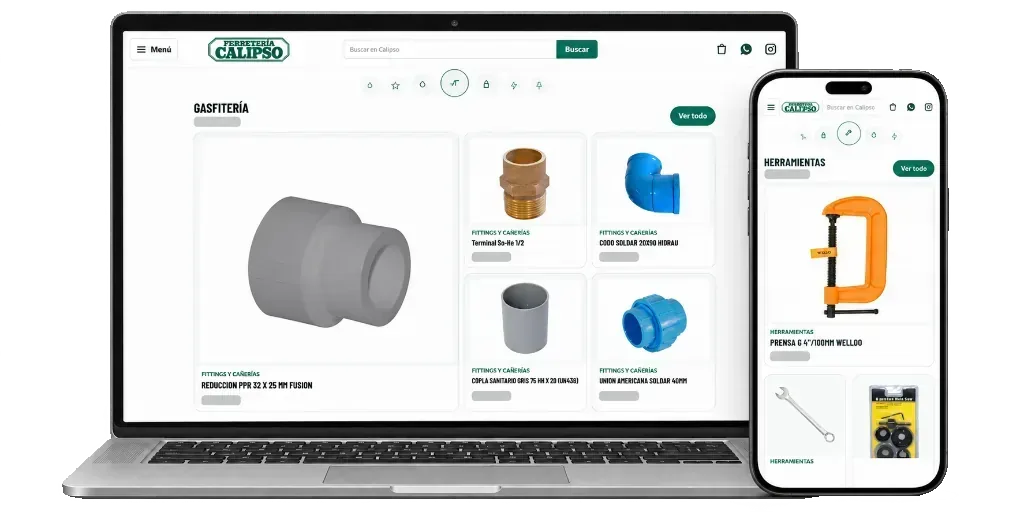 Menú
FERRETERÍA
CALIPSO
Buscar en Calipso
Buscar
GASFITERÍA
Ver todo
FITTINGS Y CAÑERÍAS
REDUCCION PPR 32 X 25 MM FUSION
FITTINGS Y CAÑERÍAS
Terminal So-He 1/2
FITTINGS Y CAÑERÍAS
CODO SOLDAR 20X90 HIDRAU
FITTINGS Y CAÑERÍAS
COPLA SANITARIO GRIS 75 HH X 20 (UN436)
FITTINGS Y CAÑERÍAS
UNION AMERICANA SOLDAR 40MM
FERRETERÍA
CALIPSO
Buscar en Calipso
HERRAMIENTAS
Ver todo
HERRAMIENTAS
PRENSA G 4"/100MM WELLDO
HERRAMIENTAS